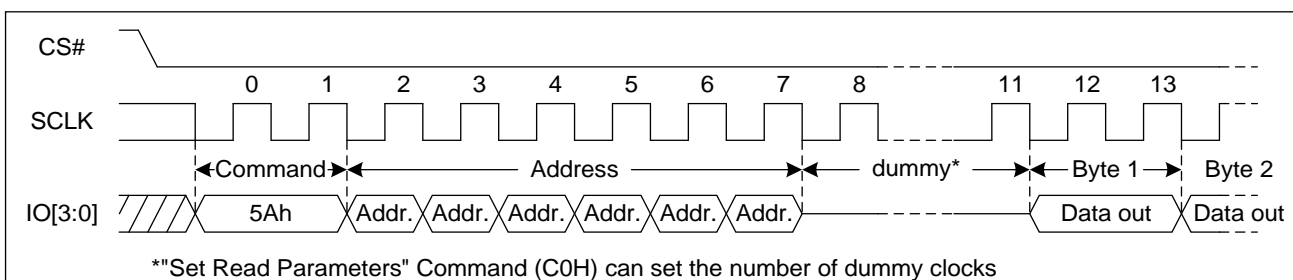 CS#
0 1 2 3 4 5 6 7 8 11 12 13
SCLK
Command Address dummy* Byte 1 Byte 2
IO[3:0] 5Ah Addr. Addr. Addr. Addr. Addr. Addr. Data out Data out
*"Set Read Parameters" Command (C0H) can set the number of dummy clocks